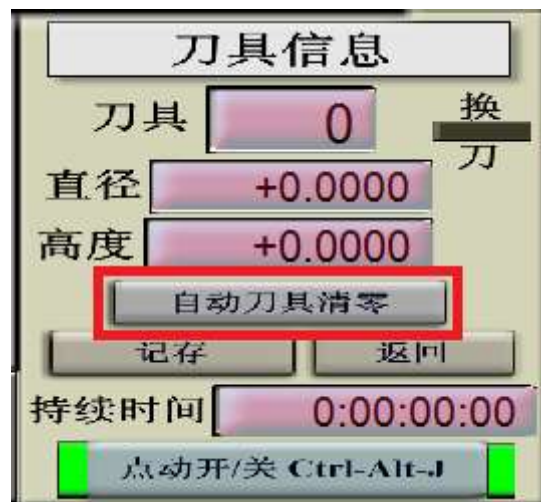 刀具信息
刀具 0 换刀
直径 +0.0000
高度 +0.0000
自动刀具清零
记存 返回
持续时间 0:00:00:00
点动开/关 Ctrl-Alt-J